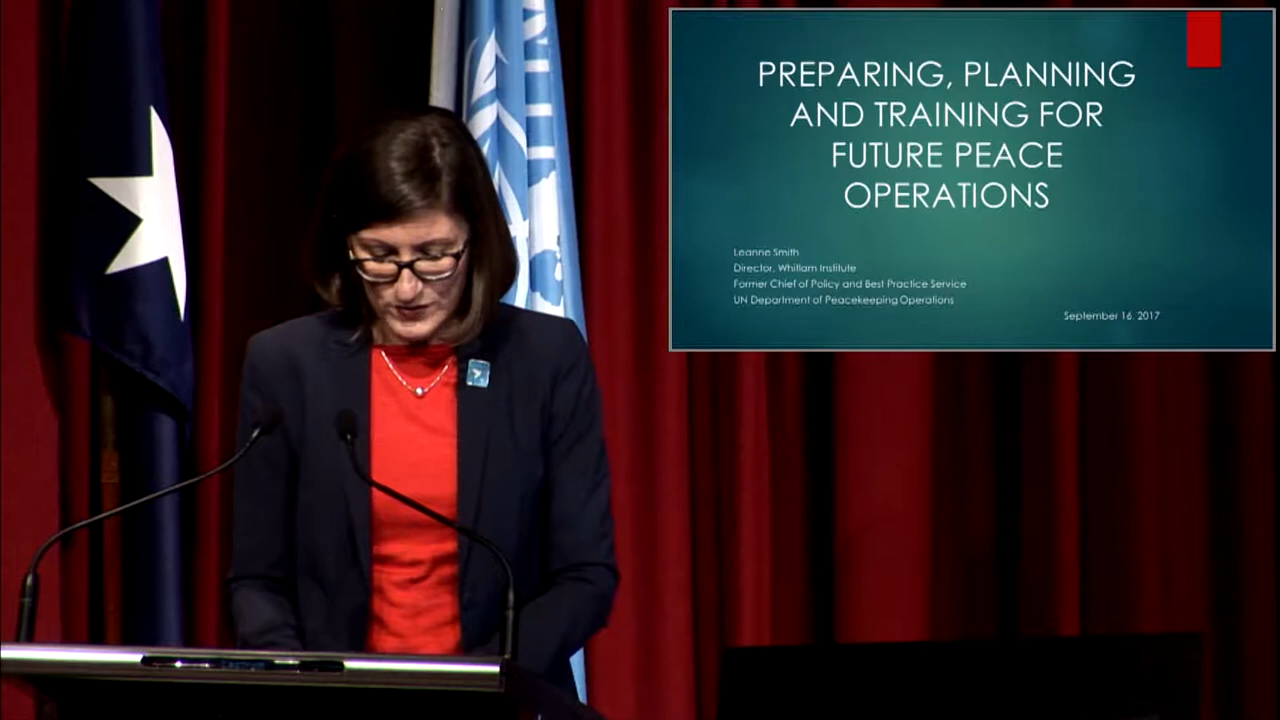 PREPARING, PLANNING
AND TRAINING FOR
FUTURE PEACE
OPERATIONS
Leanne Smith
Director, Whitlam Institute
Former Chief of Policy and Best Practice Service
UN Department of Peacekeeping Operations
September 16, 2017
Lectrum